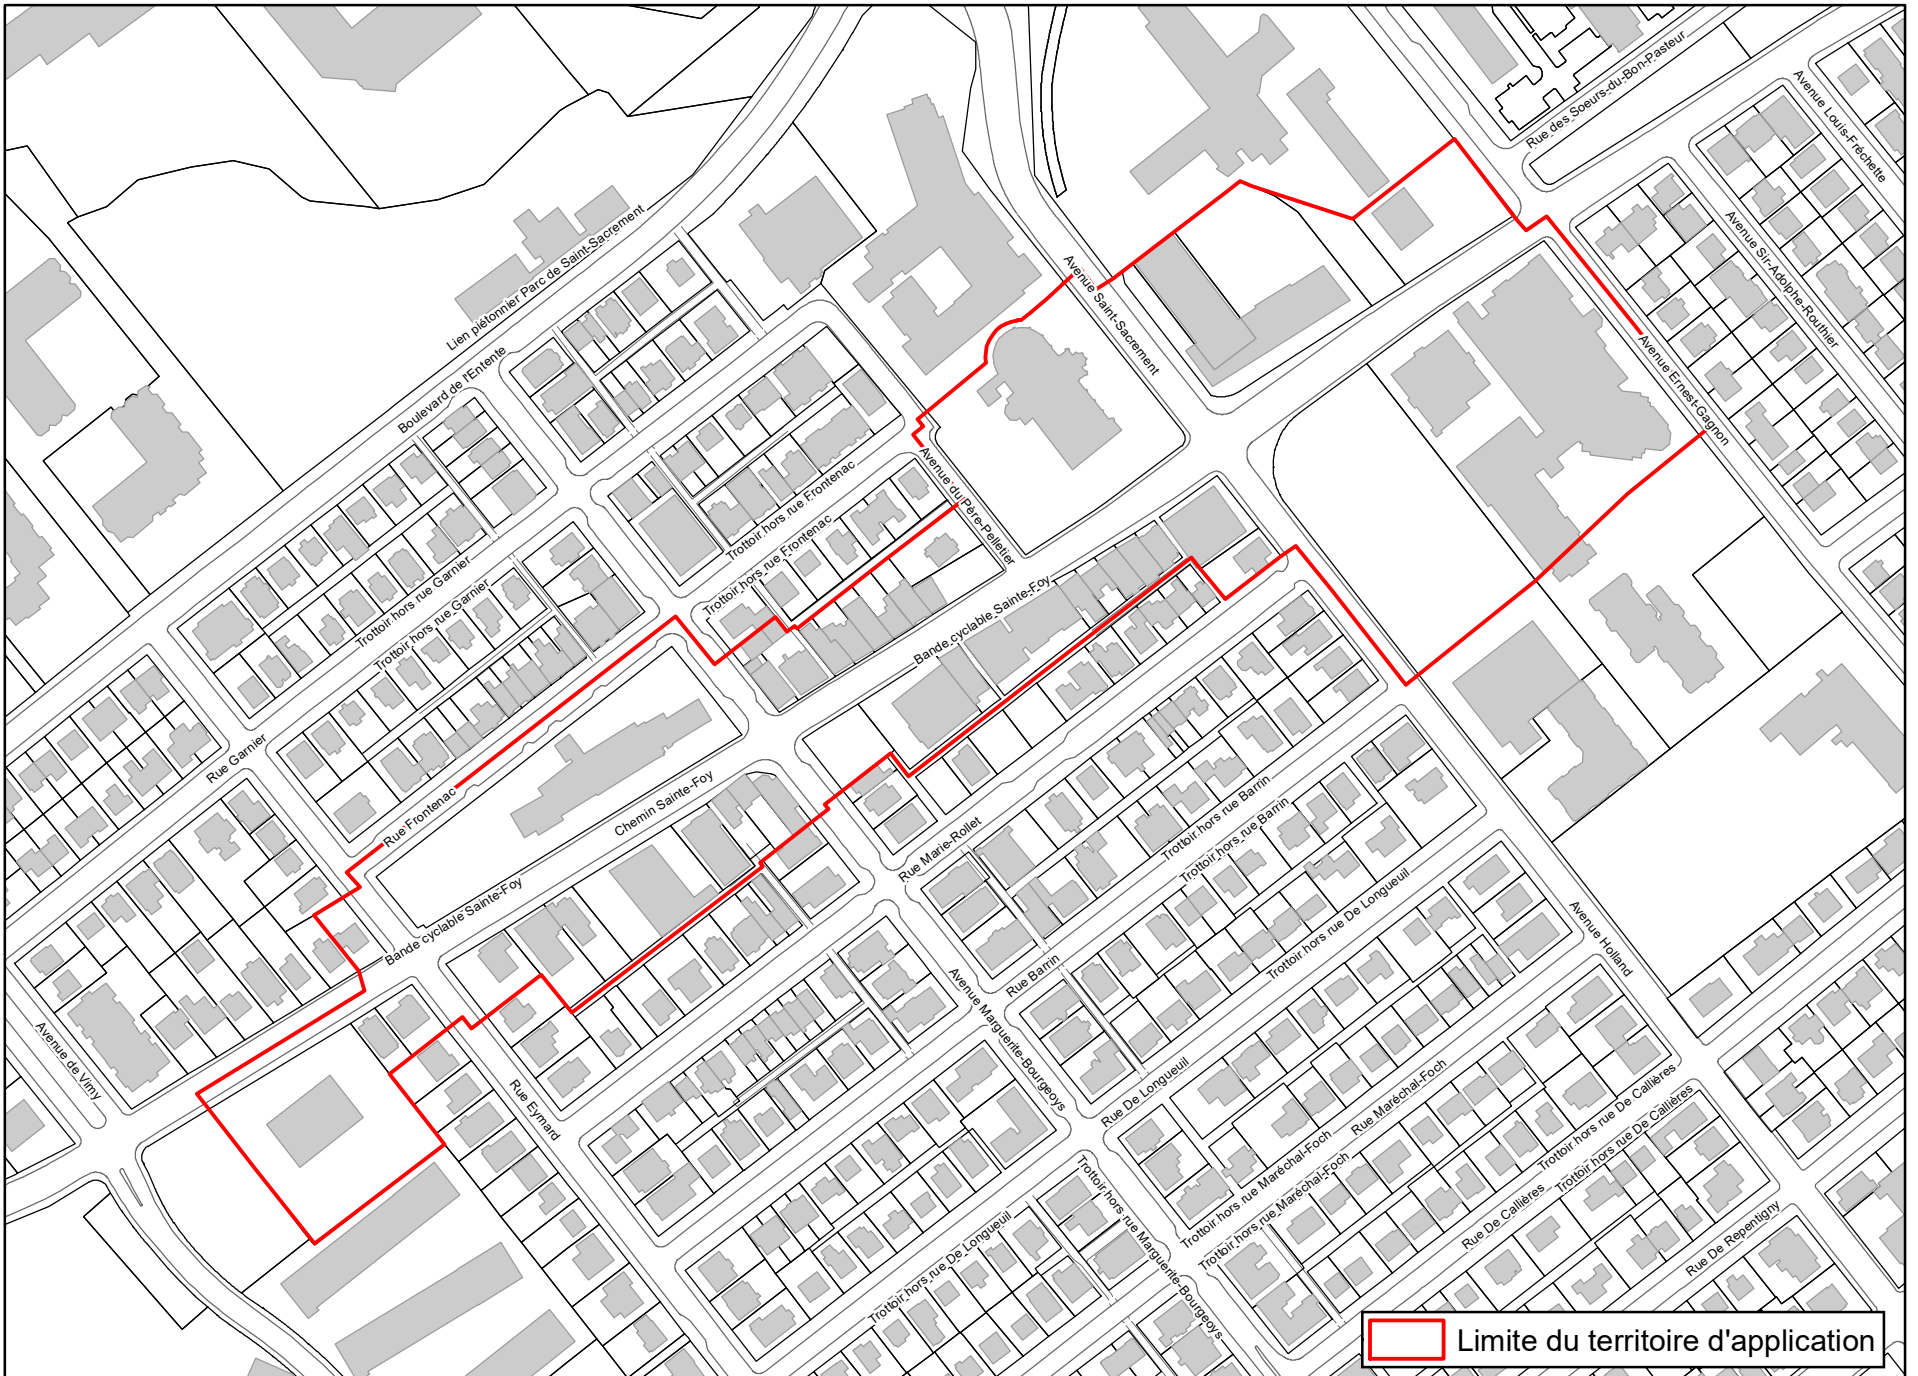 Rue des Soeurs-du-Bon-Pasteur
Avenue Louis-Fréchette
Avenue Sir-Adolphe-Routhier
Lien piétonnier Parc de Saint-Sacrement
Avenue Saint-Sacrement
Boulevard de l'Entente
Avenue Ernest-Gagnon
Avenue du Père-Pelletier
Trottoir hors rue Frontenac
Trottoir hors rue Frontenac
Trottoir hors rue Garnier
Trottoir hors rue Garnier
Bande cyclable Sainte-Foy
Rue Garnier
Rue Frontenac
Chemin Sainte-Foy
Rue Marie-Rollet
Trottoir hors rue Barrin
Trottoir hors rue Barrin
Bande cyclable Sainte-Foy
Trottoir hors rue De Longueuil
Avenue Holland
Rue Barrin
Avenue Marguerite-Bourgeoys
Avenue de Vimy
Rue Eymard
Rue De Longueuil
Rue Maréchal-Foch
Trottoir hors rue Maréchal-Foch
Trottoir hors rue Maréchal-Foch
Trottoir hors rue De Callières
Trottoir hors rue De Callières
Rue De Callières
Trottoir hors rue Marguerite-Bourgeoys
Trottoir hors rue De Longueuil
Rue De Repentigny
Limite du territoire d'application